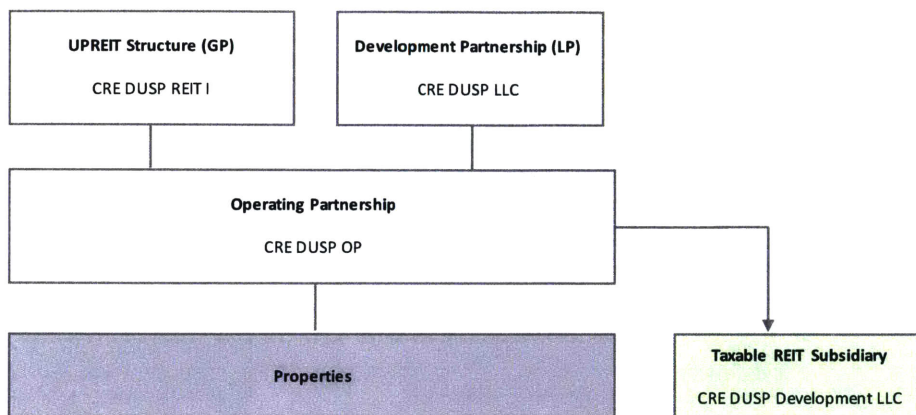 UPREIT Structure (GP)
CRE DUSP REIT I
Development Partnership (LP)
CRE DUSP LLC
Operating Partnership
CRE DUSP OP
Properties
Taxable REIT Subsidiary
CRE DUSP Development LLC